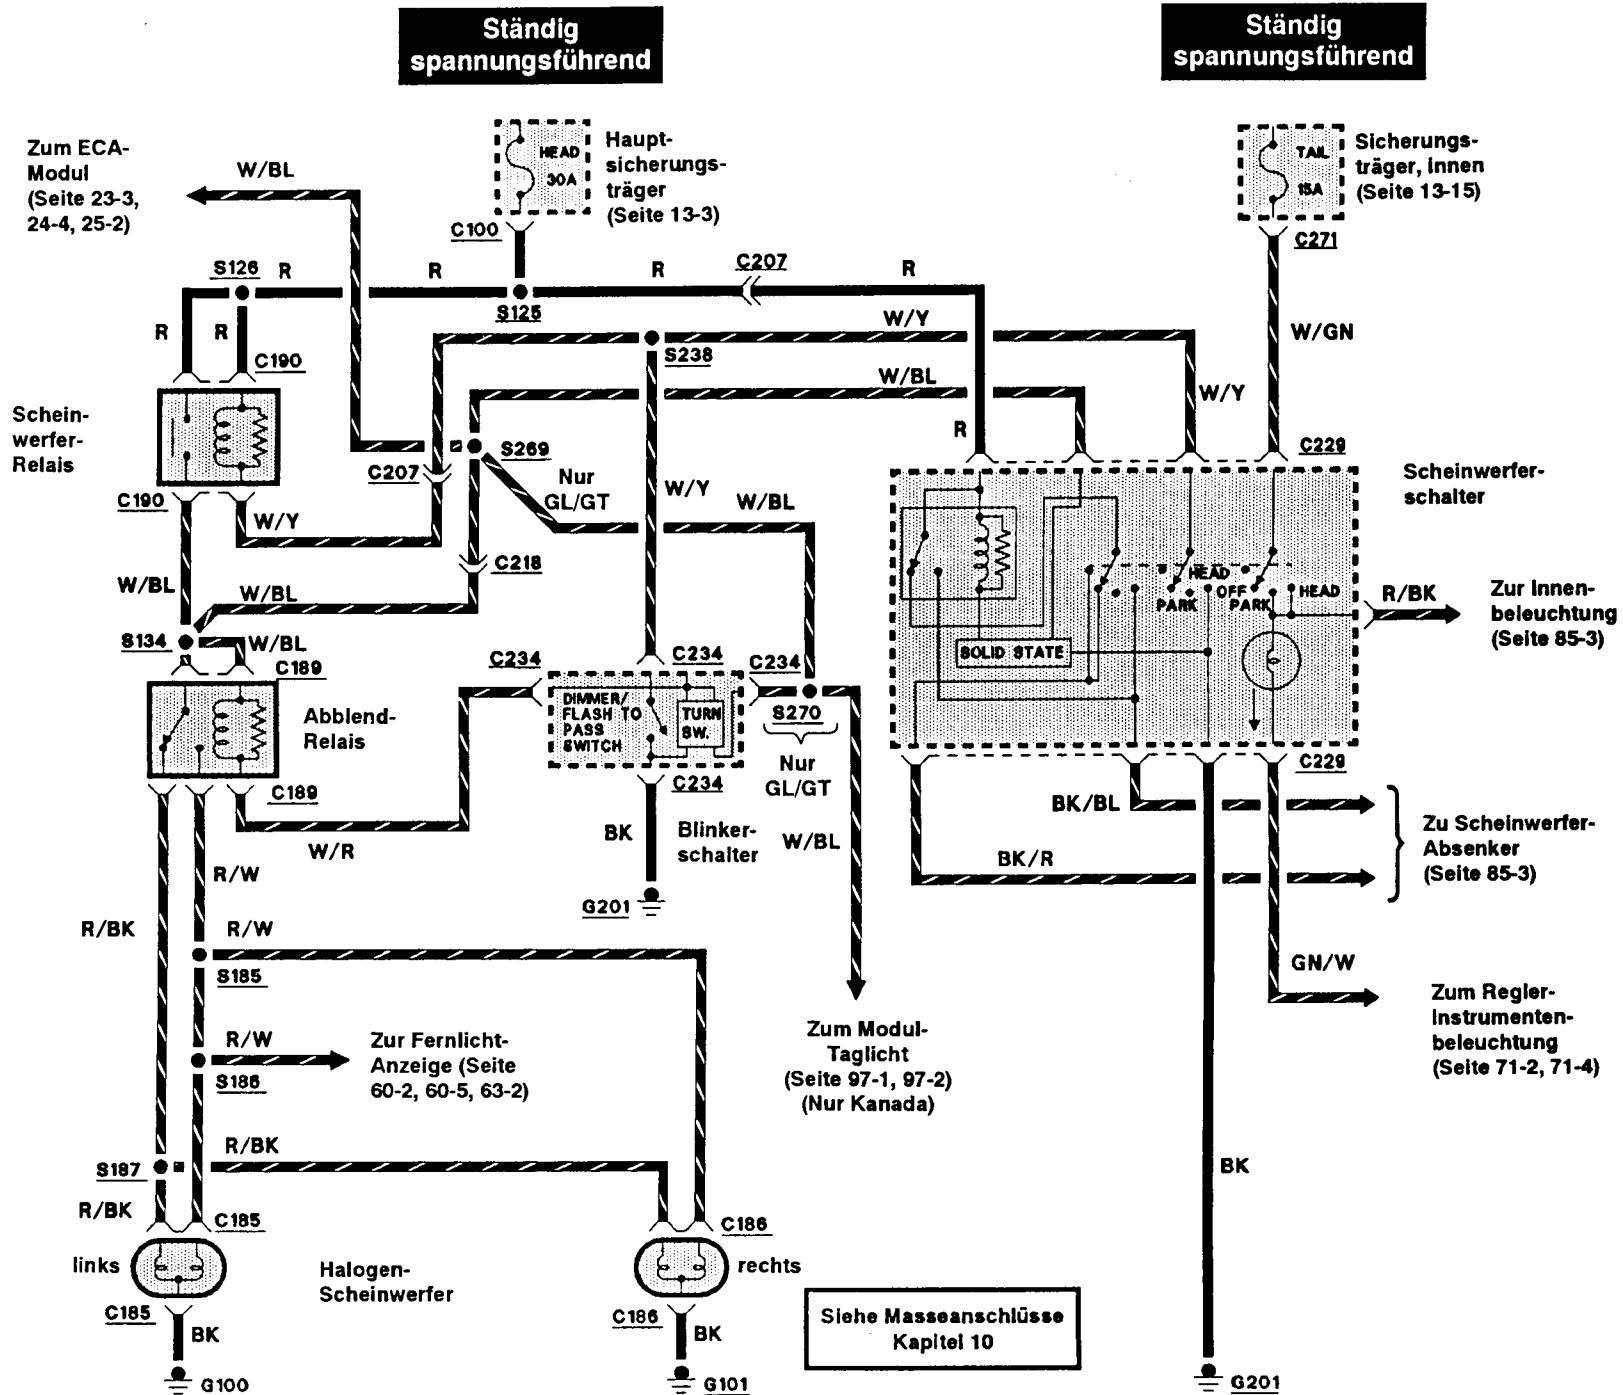 Ständig
spannungsführend
Ständig
spannungsführend
Zum ECA-
Modul
(Seite 23-3,
24-4, 25-2)
W/BL
HEAD
30A
Haupt-
sicherungs-
träger
(Seite 13-3)
C100
TAIL
15A
Sicherungs-
träger, innen
(Seite 13-15)
C271
S126
R
R
S125
R
C207
R
R
R
C190
W/Y
S238
W/BL
W/Y
W/GN
R
C229
Schein-
werfer-
Relais
C190
W/Y
C207
S269
Nur
GL/GT
W/Y
W/BL
C218
Scheinwerfer-
schalter
HEAD
PARK
OFF
PARK
HEAD
SOLID STATE
R/BK
Zur Innen-
beleuchtung
(Seite 85-3)
W/BL
W/BL
S134
W/BL
C189
Abblend-
Relais
C189
W/R
C234
C234
C234
DIMMER/
FLASH TO
PASS
SWITCH
TURN
SW.
S270
Nur
GL/GT
C234
BK
Blinker-
schalter
W/BL
G201
C229
BK/BL
BK/R
Zu Scheinwerfer-
Absenker
(Seite 85-3)
R/W
R/BK
R/W
S185
R/W
S186
Zur Fernlicht-
Anzeige (Seite
60-2, 60-5, 63-2)
Zum Modul-
Taglicht
(Seite 97-1, 97-2)
(Nur Kanada)
GN/W
Zum Regler-
Instrumenten-
beleuchtung
(Seite 71-2, 71-4)
R/BK
S187
R/BK
C185
C186
BK
links
Halogen-
Scheinwerfer
rechts
C185
BK
G100
C186
BK
G101
Siehe Masseanschlüsse
Kapitel 10
G201